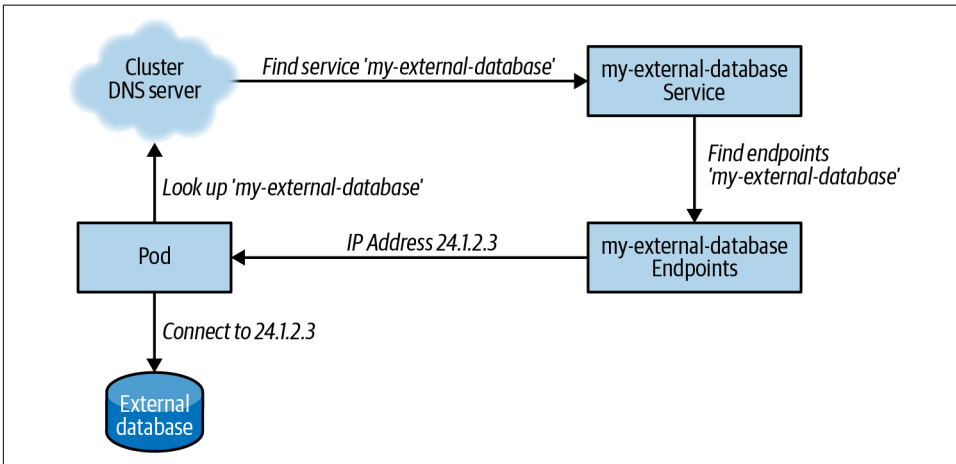 Cluster
DNS server
Find service 'my-external-database'
my-external-database
Service
Find endpoints
'my-external-database'
Look up 'my-external-database'
Pod
IP Address 24.1.2.3
my-external-database
Endpoints
Connect to 24.1.2.3
External
database